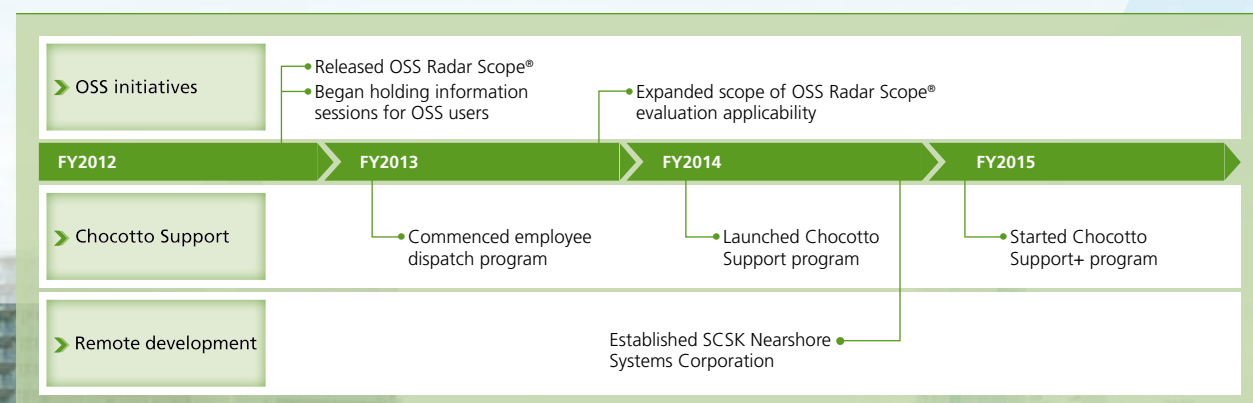 OSS initiatives
Released OSS Radar Scope®
Began holding information
sessions for OSS users
Expanded scope of OSS Radar Scope®
evaluation applicability
FY2012
FY2013
FY2014
FY2015
Chocotto Support
Commenced employee
dispatch program
Launched Chocotto
Support program
Started Chocotto
Support+ program
Remote development
Established SCSK Nearshore
Systems Corporation